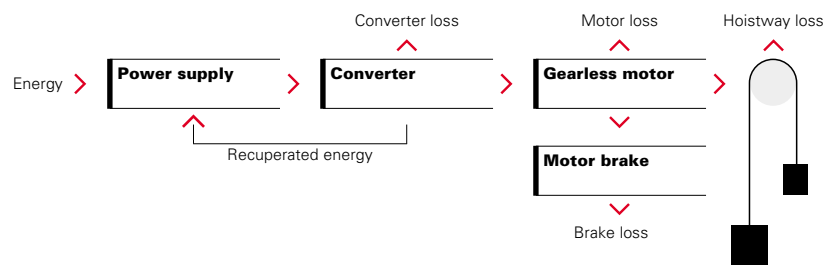 Converter loss
Motor loss
Hoistway loss
Energy
Power supply
Converter
Gearless motor
Recuperated energy
Motor brake
Brake loss